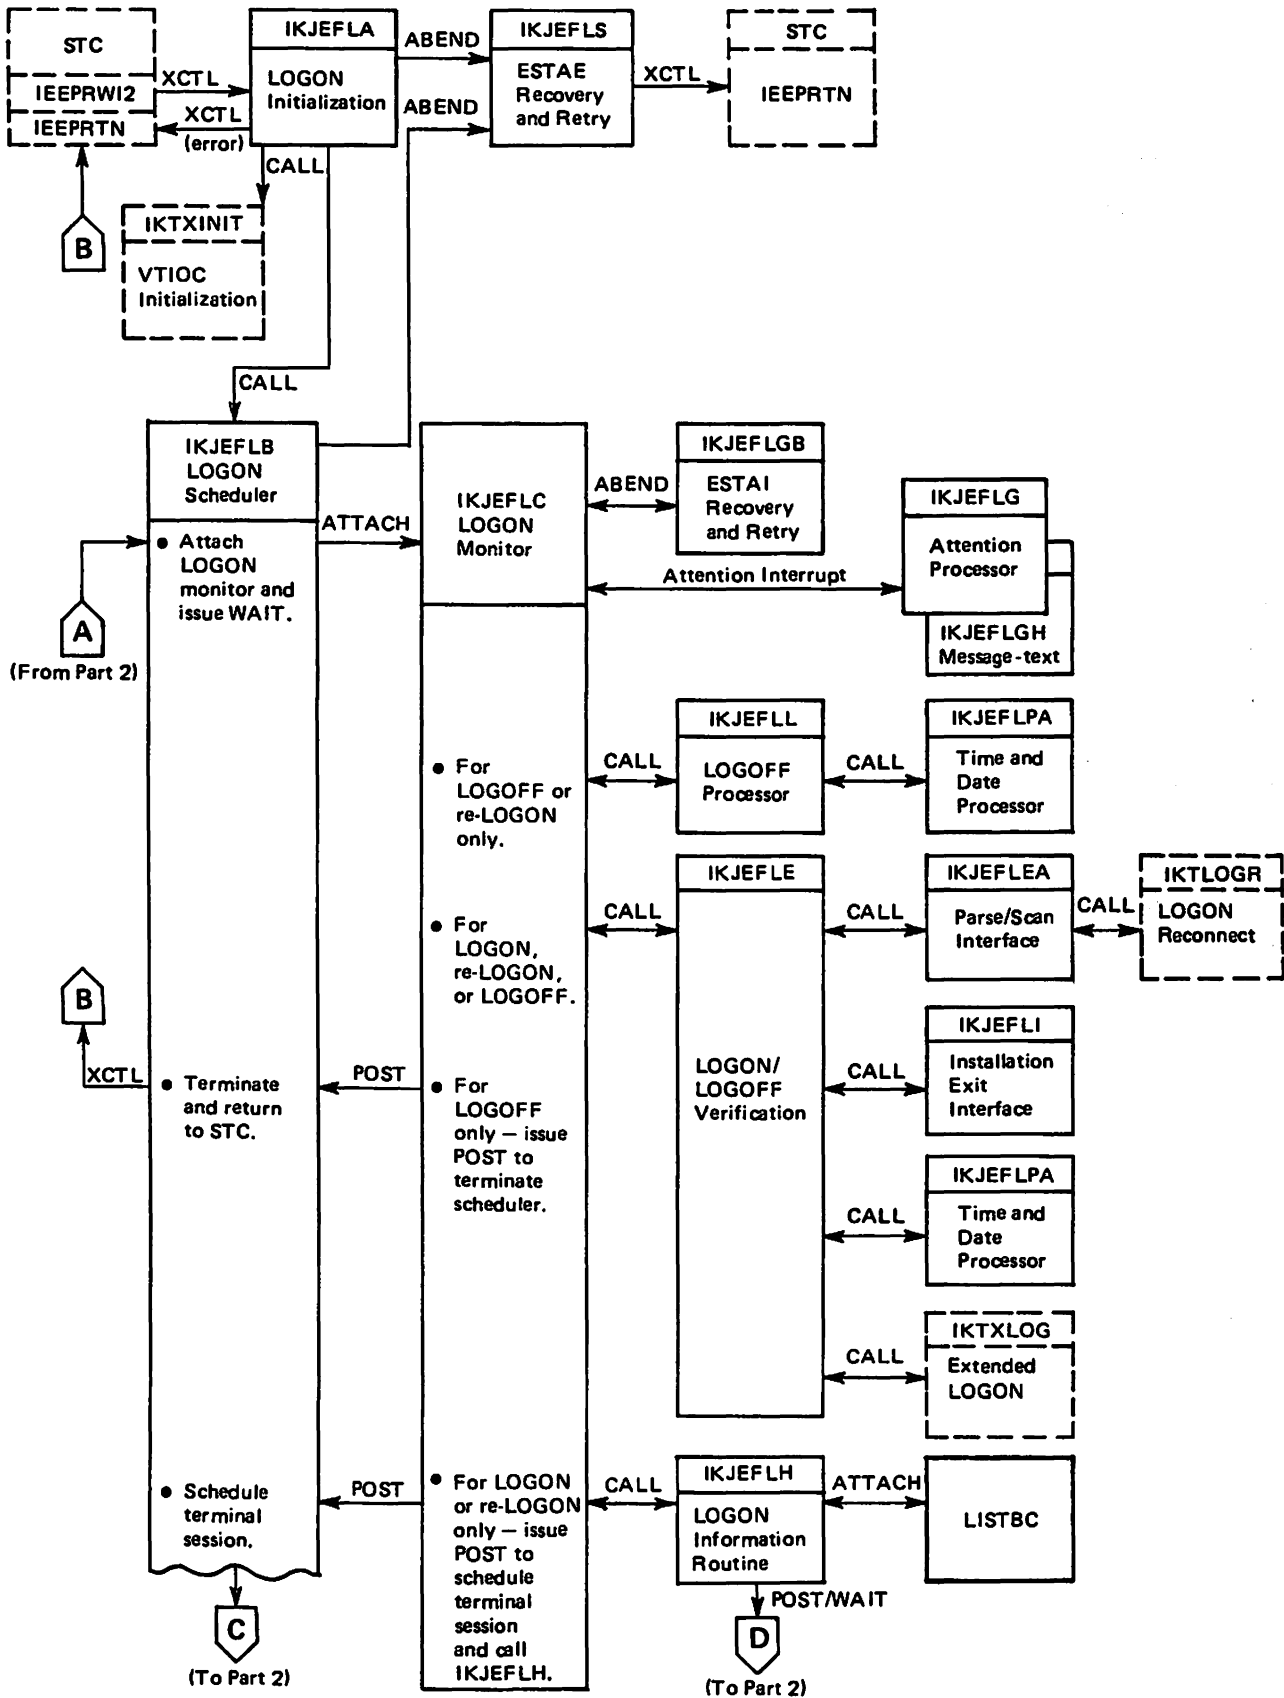 STC
IEEPRWI2
IEEPRTN
XCTL
XCTL
(error)
IKJEFLA
LOGON
Initialization
ABEND
ABEND
IKJEFLS
ESTAE
Recovery
and Retry
XCTL
STC
IEEPRTN
B
CALL
IKTXINIT
VTIOC
Initialization
CALL
IKJEFLB
LOGON
Scheduler
ATTACH
• Attach
LOGON
monitor and
issue WAIT.
A
(From Part 2)
IKJEFLC
LOGON
Monitor
ABEND
IKJEFLGB
ESTAI
Recovery
and Retry
Attention Interrupt
IKJEFLG
Attention
Processor
IKJEFLGH
Message-text
• For
LOGOFF or
re-LOGON
only.
CALL
IKJEFLL
LOGOFF
Processor
CALL
IKJEFLPA
Time and
Date
Processor
• For
LOGON,
re-LOGON,
or LOGOFF.
CALL
IKJEFLE
LOGON/
LOGOFF
Verification
CALL
IKJEFLEA
Parse/Scan
Interface
CALL
IKTLOGR
LOGON
Reconnect
CALL
IKJEFLI
Installation
Exit
Interface
CALL
IKJEFLPA
Time and
Date
Processor
CALL
IKTXLOG
Extended
LOGON
B
XCTL
• Terminate
and return
to STC.
POST
• For
LOGOFF
only — issue
POST to
terminate
scheduler.
• Schedule
terminal
session.
POST
• For LOGON
or re-LOGON
only — issue
POST to
schedule
terminal
session
and call
IKJEFLH.
CALL
IKJEFLH
LOGON
Information
Routine
ATTACH
LISTBC
POST/WAIT
C
(To Part 2)
D
(To Part 2)